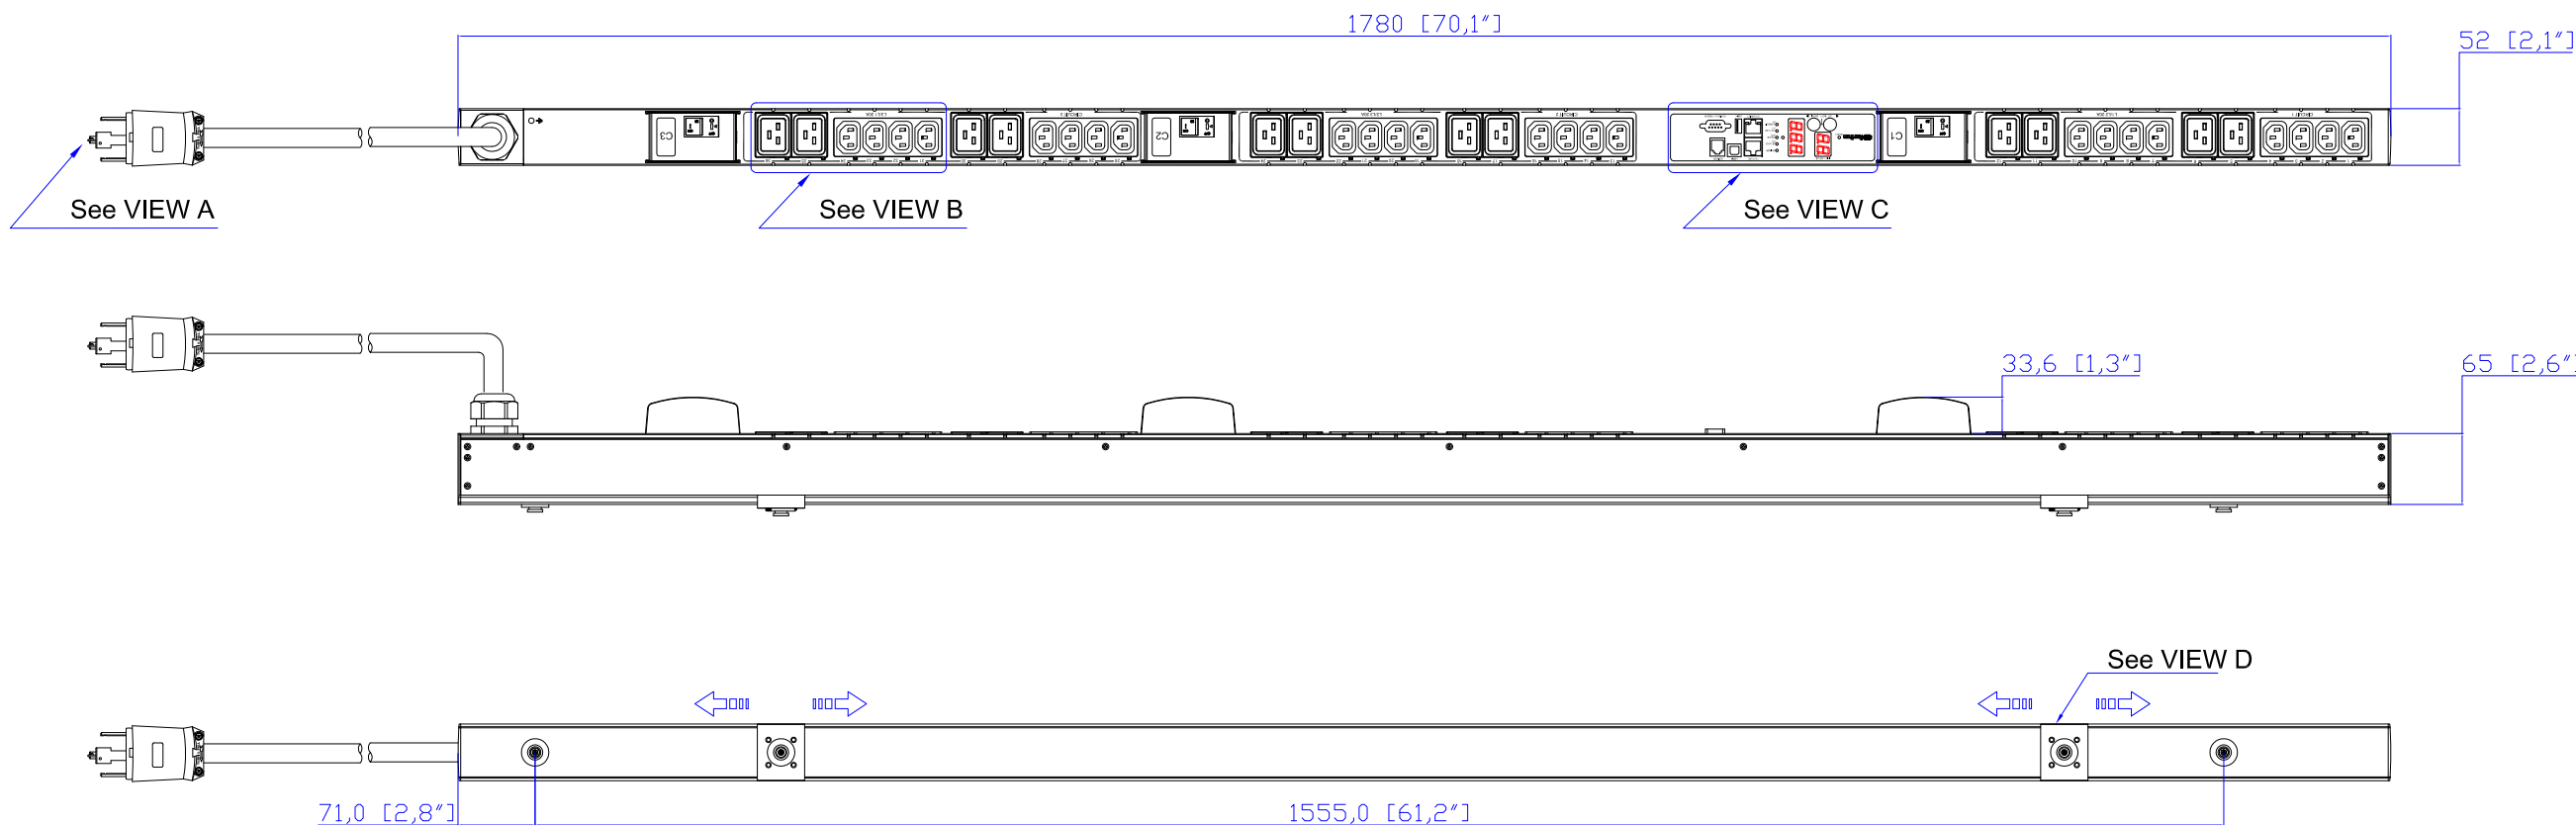 1780 [70,1″]
52 [2,1″]
C3
C2
C1
See VIEW A
See VIEW B
See VIEW C
33,6 [1,3″]
65 [2,6″]
See VIEW D
71,0 [2,8″]
1555,0 [61,2″]